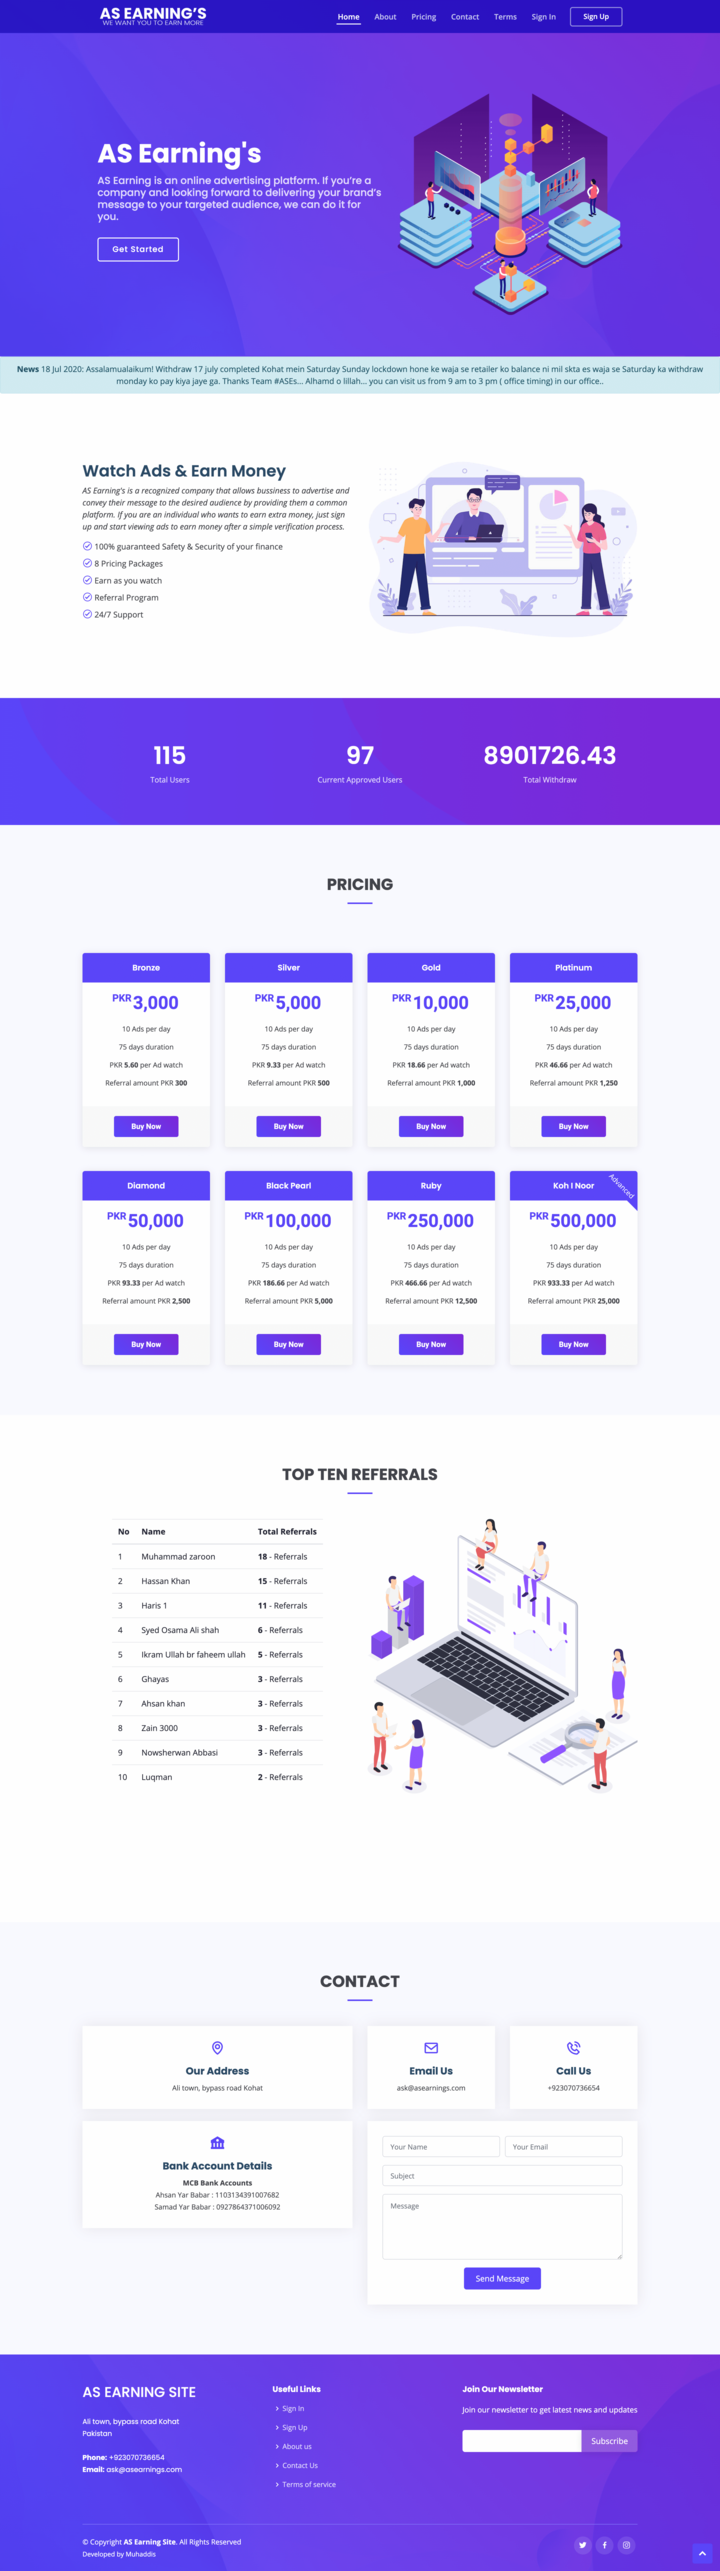 AS EARNING'S
WE WANT YOU TO EARN MORE
Home About Pricing Contact Terms Sign In Sign Up
AS Earning's
AS Earning is an online advertising platform. If you're a
company and looking forward to delivering your brand's
message to your targeted audience, we can do it for
you.
Get Started
News 18 Jul 2020: Assalamualaikum! Withdraw 17 july completed Kohat mein Saturday Sunday lockdown hone ke waja se retailer ko balance ni mil skta es waja se Saturday ka withdraw
monday ko pay kiya jaye ga. Thanks Team #ASEs... Alhamd o lillah... you can visit us from 9 am to 3 pm ( office timing) in our office..
Watch Ads & Earn Money
AS Earning's is a recognized company that allows bussiness to advertise and
coney their message to the desired audience by providing them a common
platform. If you are an individual who wants to earn extra money, just sign
up and start viewing ads to earn money after a simple verification process.
100% guaranteed Safety & Security of your finance
8 Pricing Packages
Earn as you watch
Referral Program
24/7 Support
115 97 8901726.43
Total Users Current Approved Users Total Withdraw
PRICING
Bronze
PKR 3,000
10 Ads per day
75 days duration
PKR 5.60 per Ad watch
Referral amount PKR 300
Buy Now
Silver
PKR 5,000
10 Ads per day
75 days duration
PKR 9.33 per Ad watch
Referral amount PKR 500
Buy Now
Gold
PKR 10,000
10 Ads per day
75 days duration
PKR 18.66 per Ad watch
Referral amount PKR 1,000
Buy Now
Platinum
PKR 25,000
10 Ads per day
75 days duration
PKR 46.66 per Ad watch
Referral amount PKR 1,250
Buy Now
Diamond
PKR 50,000
10 Ads per day
75 days duration
PKR 93.33 per Ad watch
Referral amount PKR 2,500
Buy Now
Black Pearl
PKR 100,000
10 Ads per day
75 days duration
PKR 186.66 per Ad watch
Referral amount PKR 5,000
Buy Now
Ruby
PKR 250,000
10 Ads per day
75 days duration
PKR 466.66 per Ad watch
Referral amount PKR 12,500
Buy Now
Koh I Noor
Advanced
PKR 500,000
10 Ads per day
75 days duration
PKR 933.33 per Ad watch
Referral amount PKR 25,000
Buy Now
TOP TEN REFERRALS
No Name Total Referrals
1 Muhammad zaroon 18 - Referrals
2 Hassan Khan 15 - Referrals
3 Haris 1 11 - Referrals
4 Syed Osama Ali shah 6 - Referrals
5 Ikram Ullah br faheem ullah 5 - Referrals
6 Ghayas 3 - Referrals
7 Ahsan khan 3 - Referrals
8 Zain 3000 3 - Referrals
9 Nowsherwan Abbasi 3 - Referrals
10 Luqman 2 - Referrals
CONTACT
Our Address
Ali town, bypass road Kohat
Email Us
ask@asearnings.com
Call Us
+923070736654
Bank Account Details
MCB Bank Accounts
Ahsan Yar Babar : 1103134391007682
Samad Yar Babar : 0927864371006092
Your Name Your Email
Subject
Message
Send Message
AS EARNING SITE
Ali town, bypass road Kohat
Pakistan
Phone: +923070736654
Email: ask@asearnings.com
Useful Links
Sign In
Sign Up
About us
Contact Us
Terms of service
Join Our Newsletter
Join our newsletter to get latest news and updates
Subscribe
© Copyright AS Earning Site. All Rights Reserved
Developed by Muhaddis